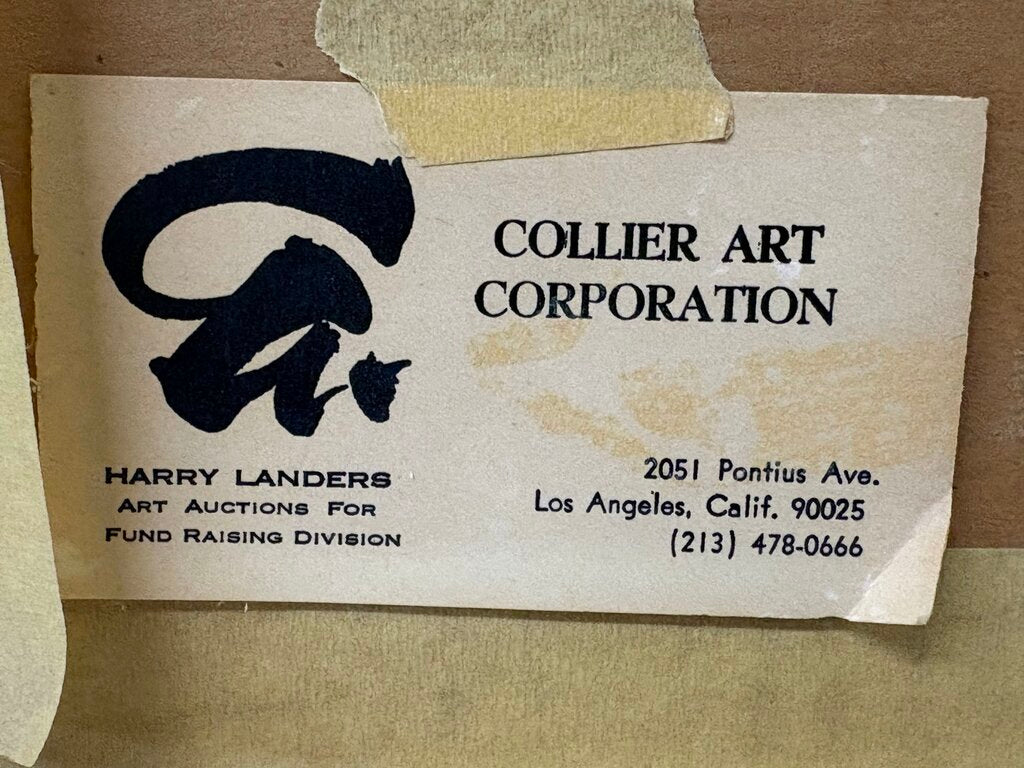 COLLIER ART
CORPORATION
HARRY LANDERS
ART AUCTIONS FOR
FUND RAISING DIVISION
2051 Pontius Ave.
Los Angeles, Calif. 90025
(213) 478-0666